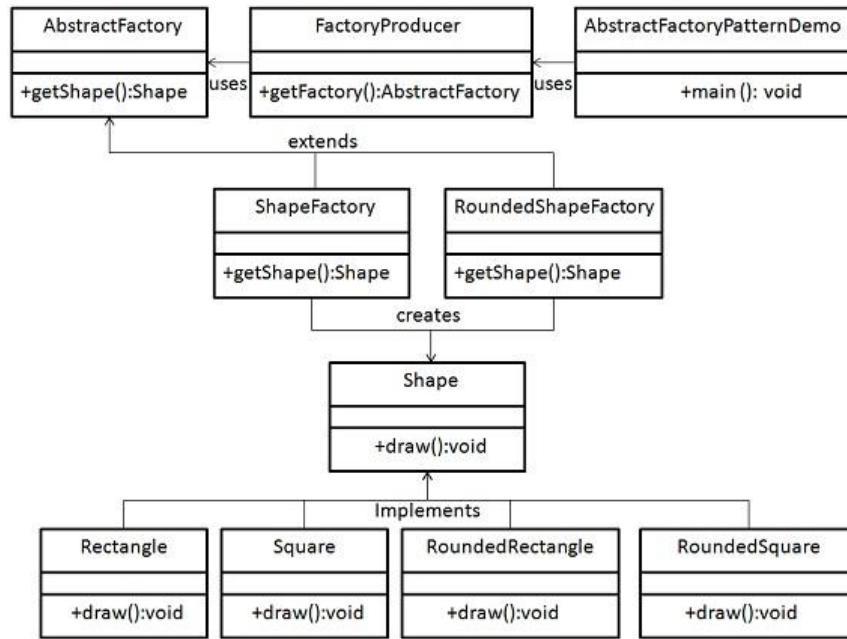 AbstractFactory
+getShape():Shape
uses
FactoryProducer
+getFactory():AbstractFactory
uses
AbstractFactoryPatternDemo
+main(): void
extends
ShapeFactory
+getShape():Shape
RoundedShapeFactory
+getShape():Shape
creates
Shape
+draw():void
Implements
Rectangle
+draw():void
Square
+draw():void
RoundedRectangle
+draw():void
RoundedSquare
+draw():void